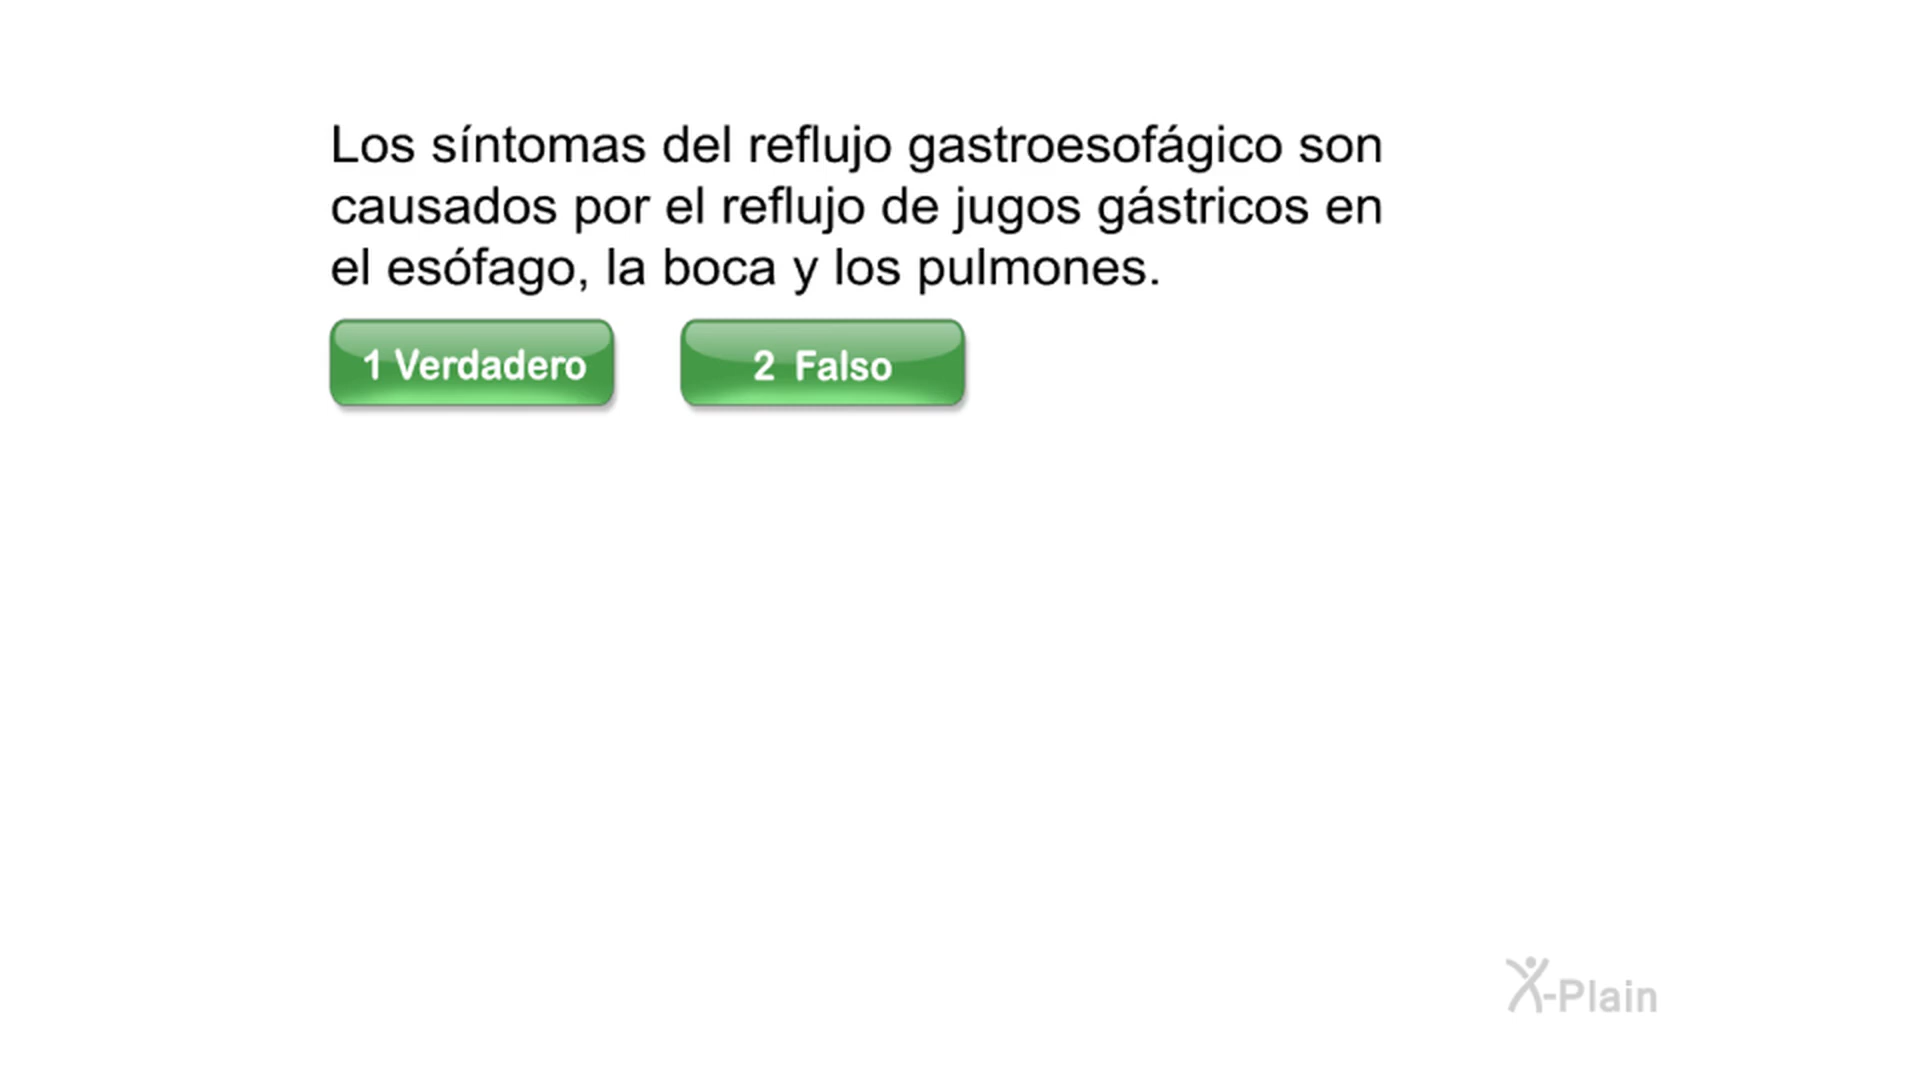 Los síntomas del reflujo gastroesofágico son
causados por el reflujo de jugos gástricos en
el esófago, la boca y los pulmones.
1 Verdadero
2 Falso
X-Plain